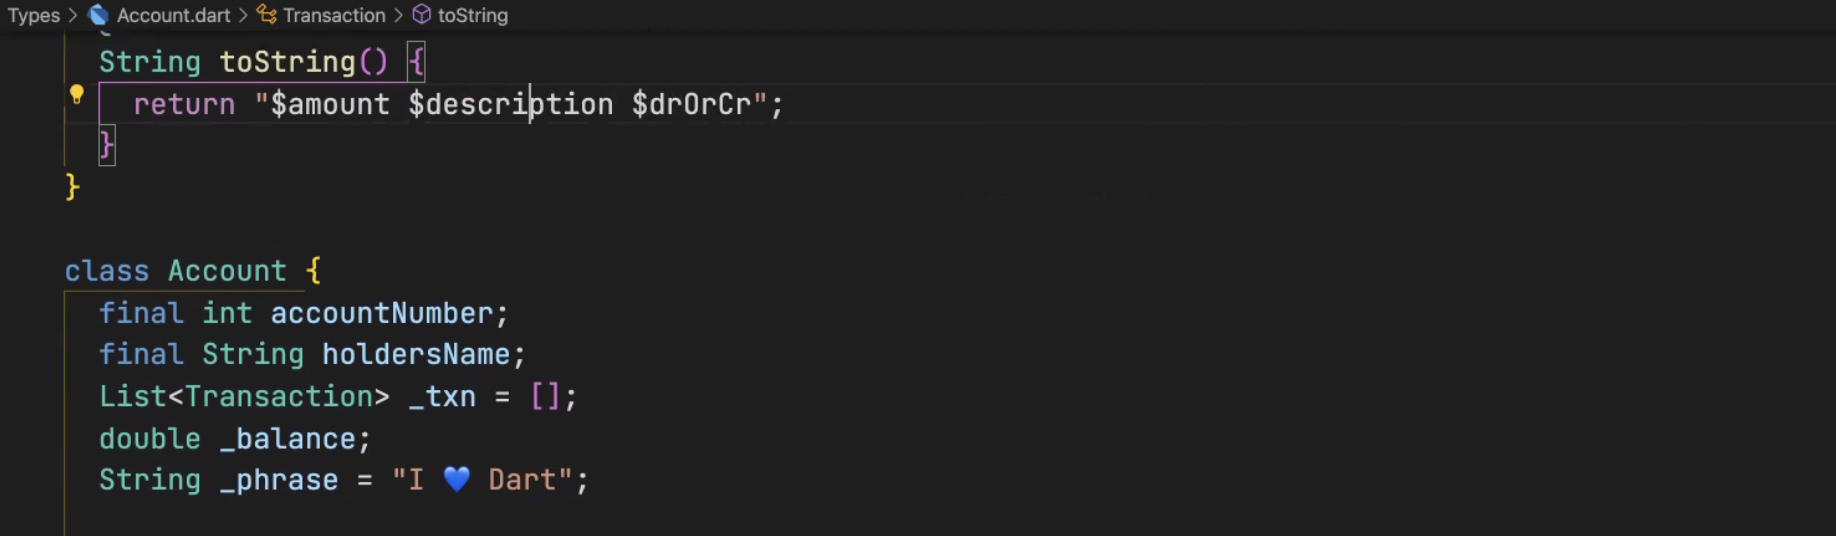 Types > Account.dart > Transaction > toString
String toString() {
return "$amount $description $drOrCr";
}
}
class Account {
final int accountNumber;
final String holdersName;
List<Transaction> _txn = [];
double _balance;
String _phrase = "I 💙 Dart";